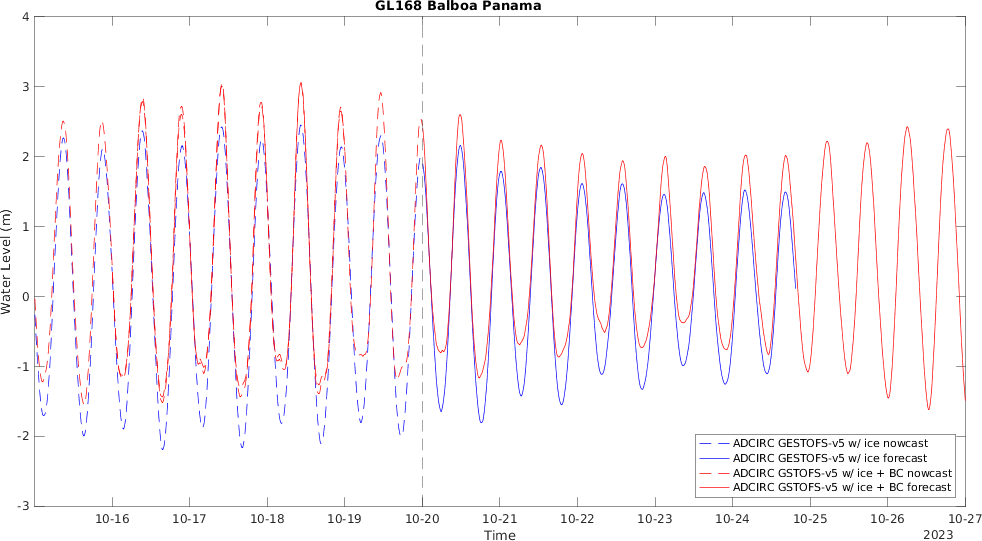 GL168 Balboa Panama
4
3
2
1
0
-1
-2
-3
Water Level (m)
10-16 10-17 10-18 10-19 10-20 10-21 10-22 10-23 10-24 10-25 10-26 10-27
Time
2023
ADCIRC GESTOFS-v5 w/ ice nowcast
ADCIRC GESTOFS-v5 w/ ice forecast
ADCIRC GSTOFS-v5 w/ ice + BC nowcast
ADCIRC GSTOFS-v5 w/ ice + BC forecast